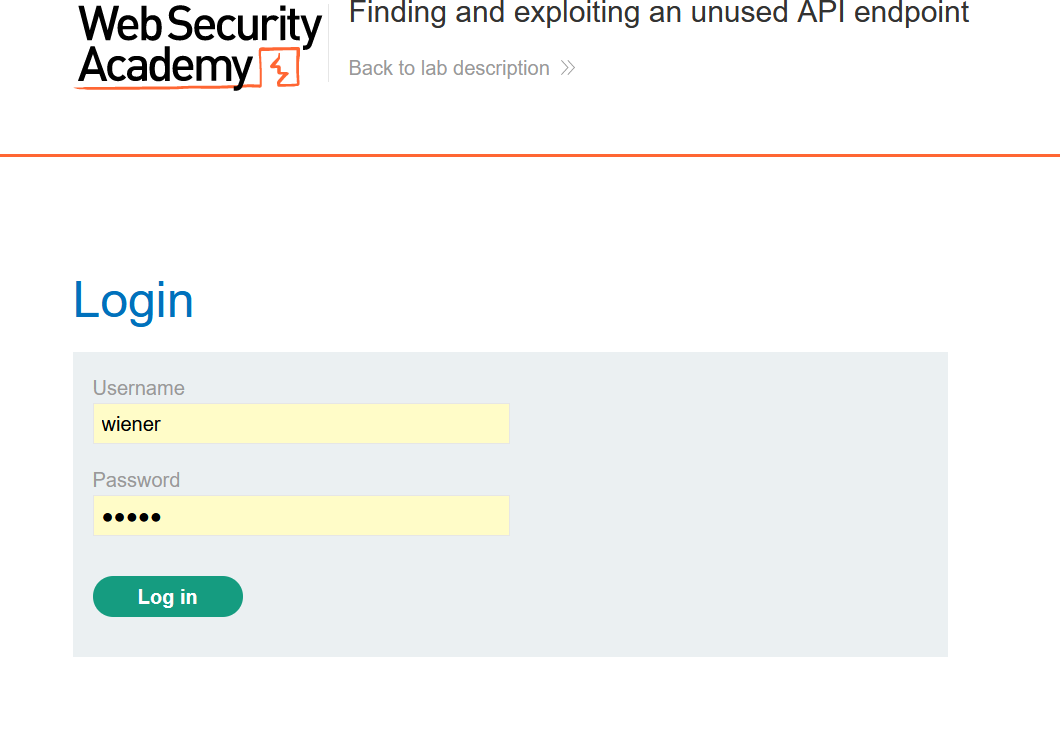 Web Security
Academy
Finding and exploiting an unused API endpoint
Back to lab description
Login
Username
wiener
Password
•••••
Log in